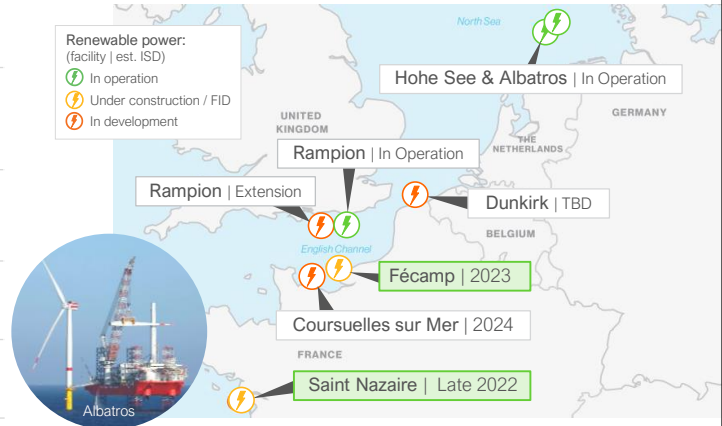 North Sea
Renewable power:
(facility | est. ISD)
In operation
Under construction / FID
In development
Hohe See & Albatros | In Operation
GERMANY
UNITED
KINGDOM
THE
NETHERLANDS
Rampion | In Operation
Rampion | Extension
Dunkirk | TBD
BELGIUM
English Channel
Fécamp | 2023
Coursuelles sur Mer | 2024
FRANCE
Saint Nazaire | Late 2022
Albatros